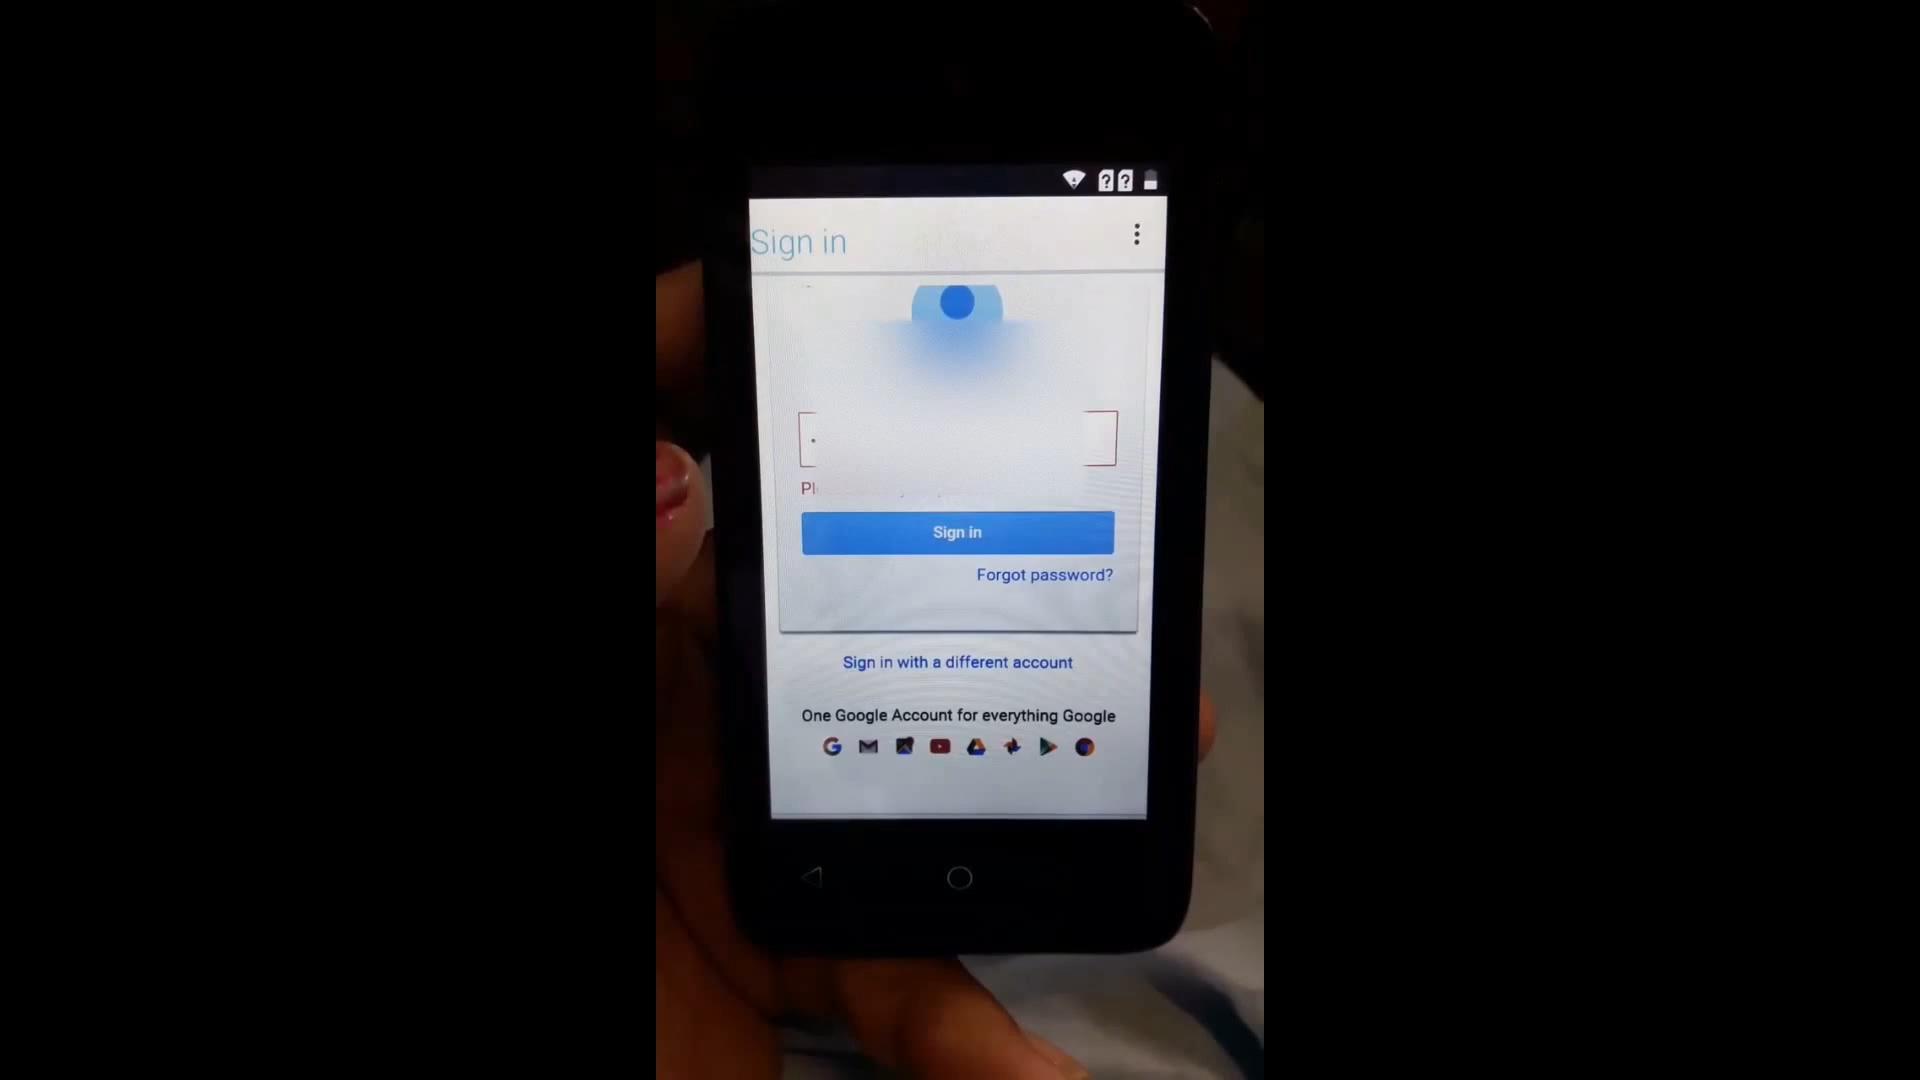 Sign in
Sign in
Forgot password?
Sign in with a different account
One Google Account for everything Google